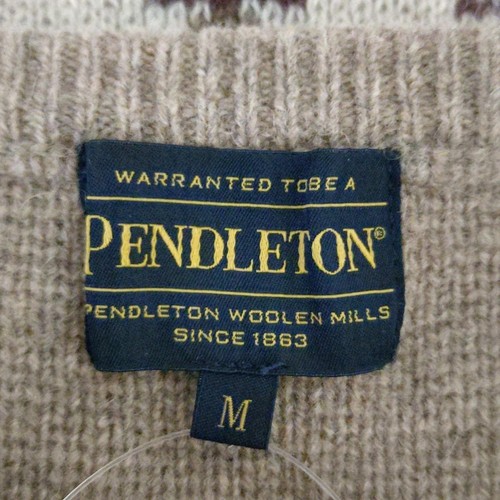 WARRANTED TO BE A
PENDLETON®
PENDLETON WOOLEN MILLS
SINCE 1863
M